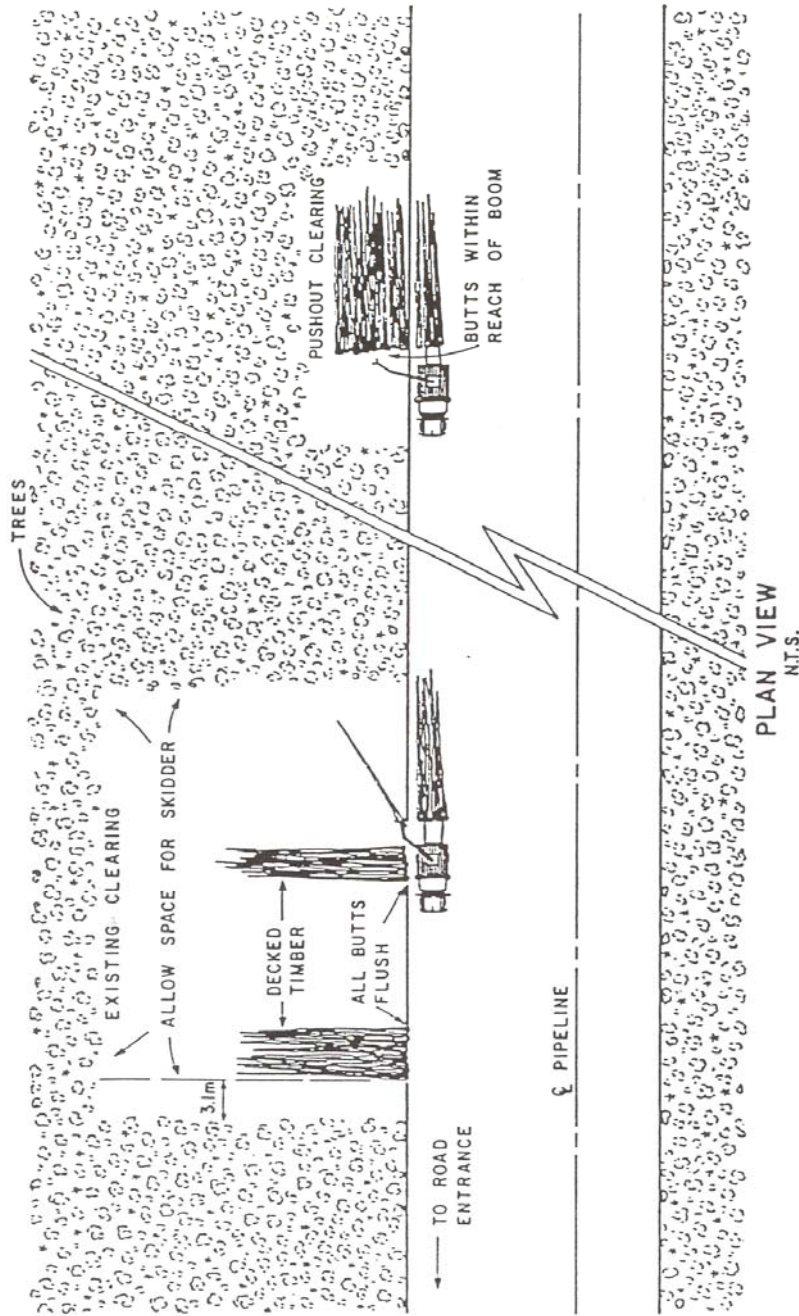 TREES
EXISTING CLEARING
ALLOW SPACE FOR SKIDDER
DECKED
TIMBER
ALL BUTTS
FLUSH
3.1m
PUSHOUT CLEARING
BUTTS WITHIN
REACH OF BOOM
TO ROAD
ENTRANCE
℄ PIPELINE
PLAN VIEW
N.T.S.